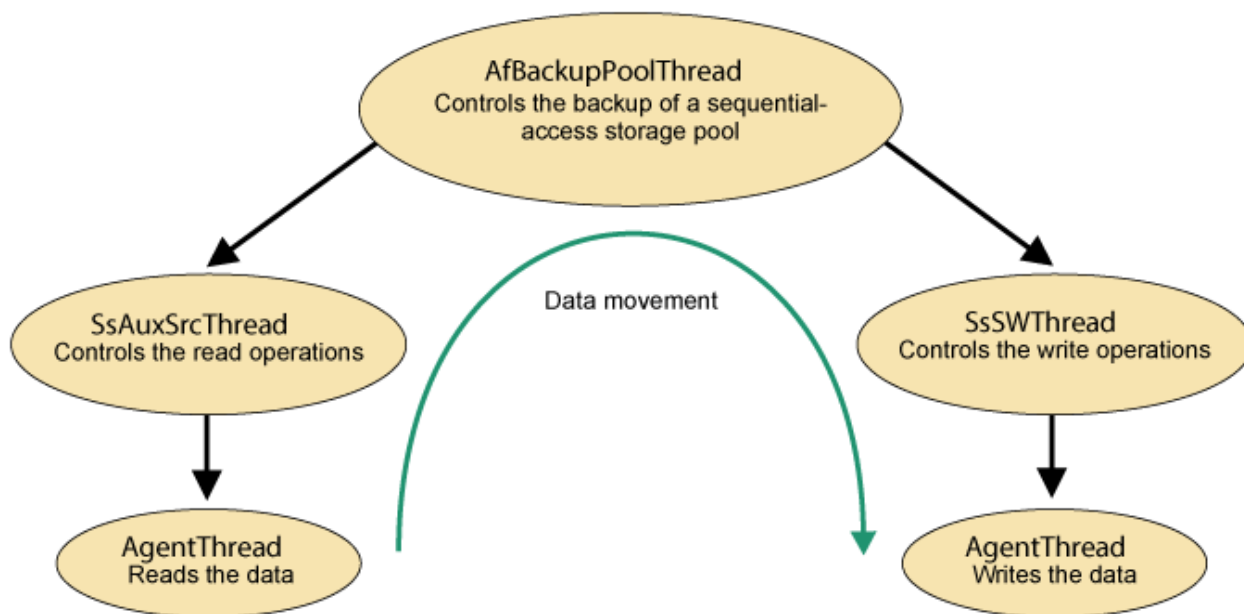 AfBackupPoolThread
Controls the backup of a sequential-
access storage pool
Data movement
SsAuxSrcThread
Controls the read operations
SsSWThread
Controls the write operations
AgentThread
Reads the data
AgentThread
Writes the data